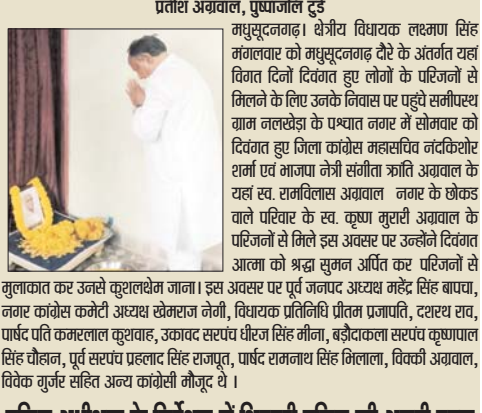 प्रतीश अग्रवाल, पुष्पांजलि टुडे
मधुसूदनगढ़। क्षेत्रीय विधायक लक्ष्मण सिंह
मंगलवार को मधुसूदनगढ़ दौरे के अंतर्गत यहां
विगत दिनों दिवंगत हुए लोगों के परिजनों से
मिलने के लिए उनके निवास पर पहुंचे समीपस्थ
ग्राम नलखेड़ा के पश्चात नगर में सोमवार को
दिवंगत हुए जिला कांग्रेस महासचिव नंदकिशोर
शर्मा एवं भाजपा नेत्री संगीता क्रांति अग्रवाल के
यहां स्व. रामविलास अग्रवाल नगर के छोकड
वाले परिवार के स्व. कृष्ण मुरारी अग्रवाल के
परिजनों से मिले इस अवसर पर उन्होंने दिवंगत
आत्मा को श्रद्धा सुमन अर्पित कर परिजनों से
मुलाकात कर उनसे कुशलक्षेम जाना। इस अवसर पर पूर्व जनपद अध्यक्ष महेंद्र सिंह बापचा,
नगर कांग्रेस कमेटी अध्यक्ष खेमराज नेगी, विधायक प्रतिनिधि प्रीतम प्रजापति, दशरथ राव,
पार्षद पति कमरलाल कुशवाह, उकावद सरपंच धीरज सिंह मीना, बड़ौदाकला सरपंच कृष्णपाल
सिंह चौहान, पूर्व सरपंच प्रहलाद सिंह राजपूत, पार्षद रामनाथ सिंह भिलाला, विक्की अग्रवाल,
विवेक गुर्जर सहित अन्य कांग्रेसी मौजूद थे ।